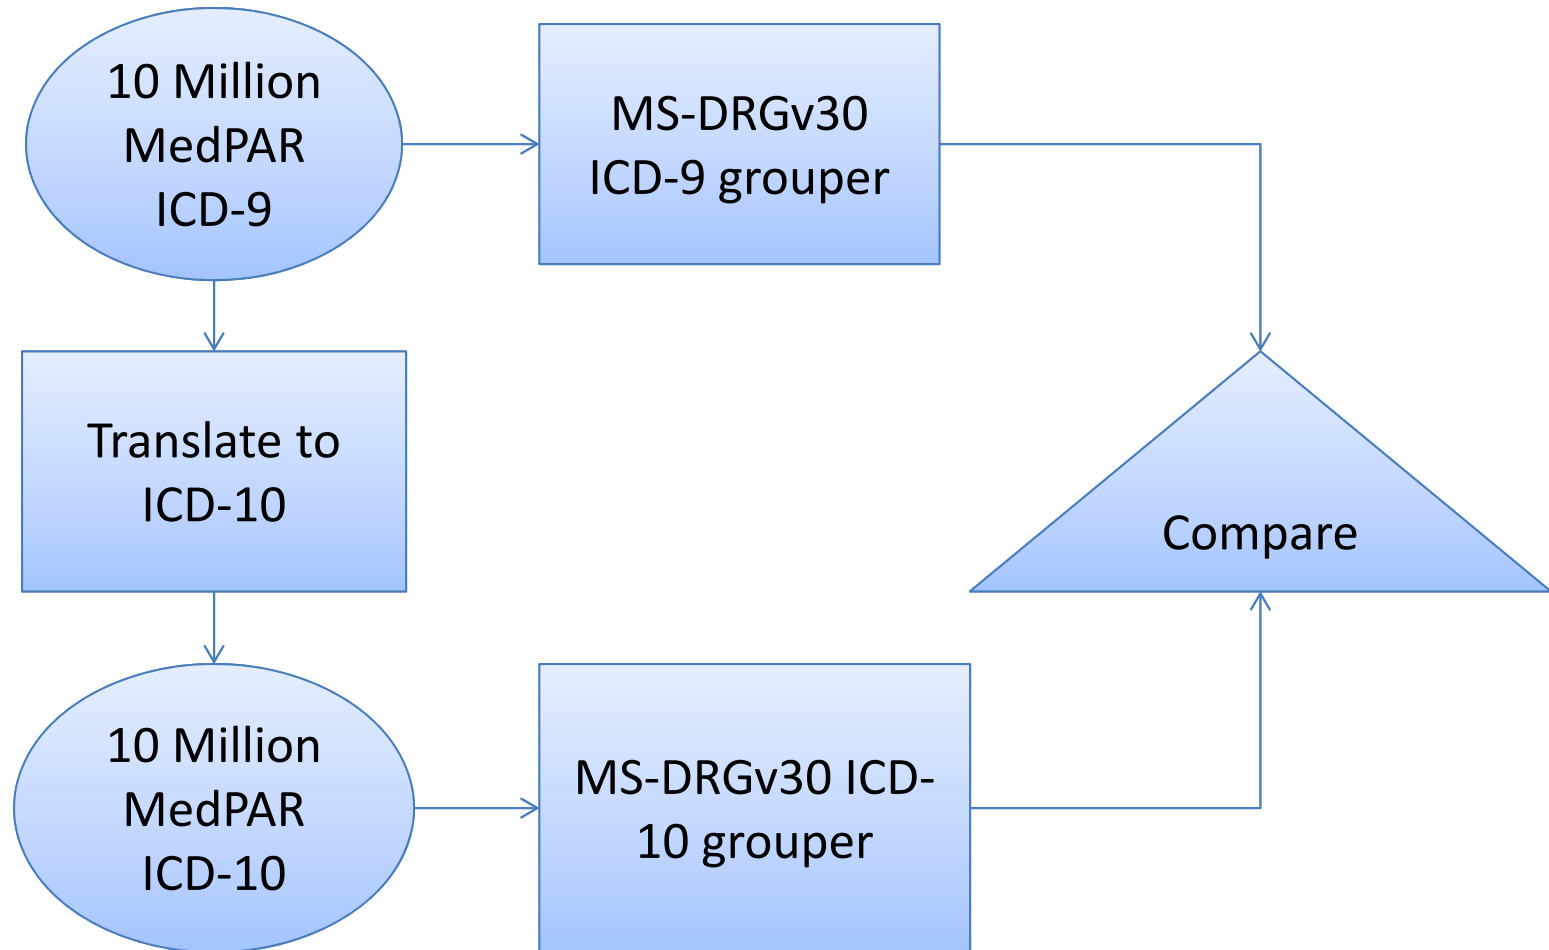 10 Million
MedPAR
ICD-9
MS-DRGv30
ICD-9 grouper
Translate to
ICD-10
Compare
10 Million
MedPAR
ICD-10
MS-DRGv30 ICD-
10 grouper